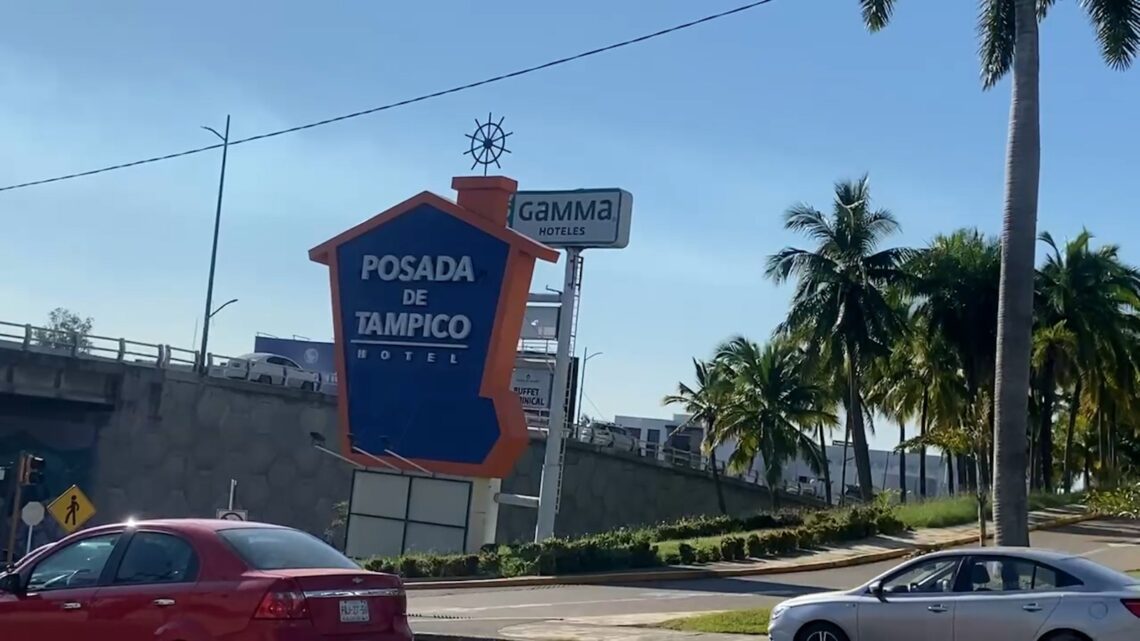 GAMMA
HOTELES
POSADA
DE
TAMPICO
HOTEL
BUFFET